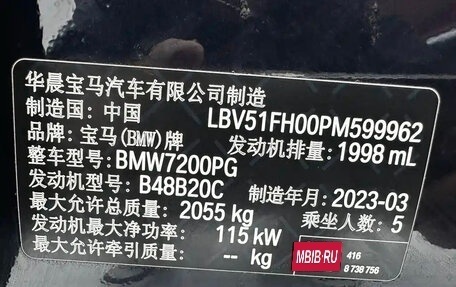 华晨宝马汽车有限公司制造
制造国: 中国 LBV51FH00PM599962
品牌: 宝马(BMW)牌 发动机排量: 1998 mL
整车型号: BMW7200PG
发动机型号: B48B20C 制造年月: 2023-03
最大允许总质量: 2055 kg 乘坐人数: 5
发动机最大净功率: 115 kW
最大允许牵引质量: -- kg
MBIB.RU
416
8 738 756